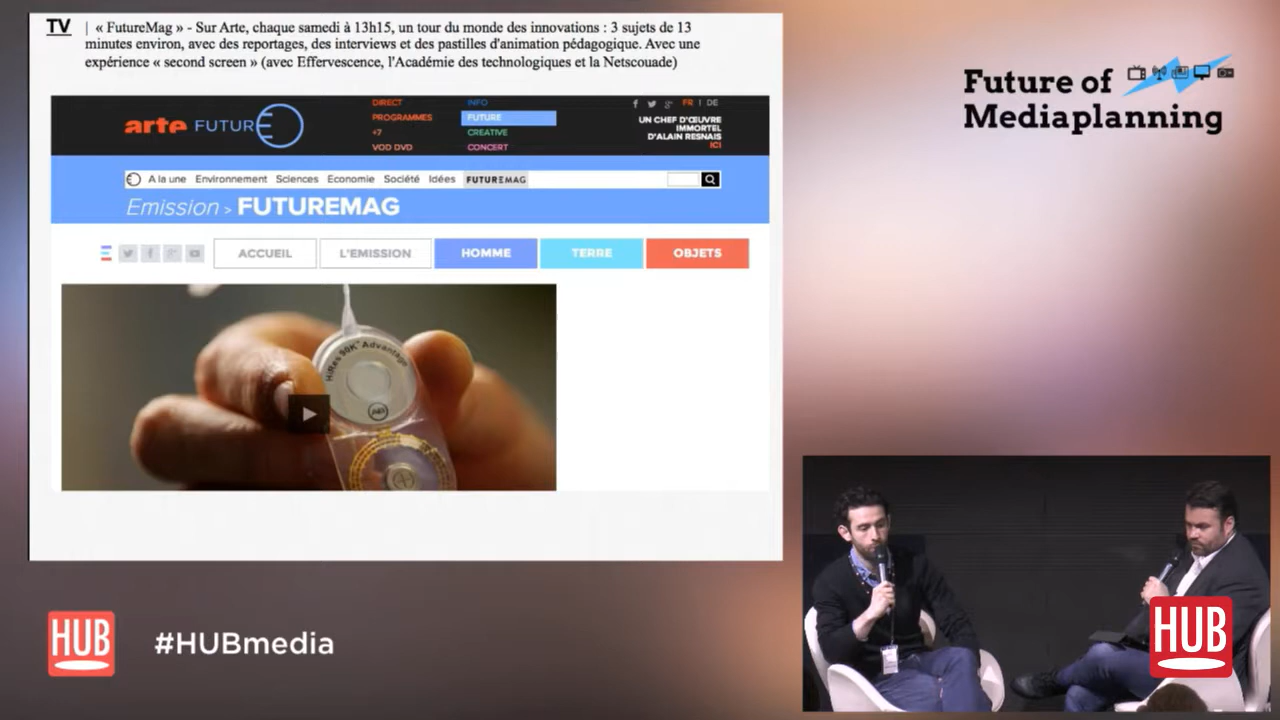 TV | « FutureMag » - Sur Arte, chaque samedi à 13h15, un tour du monde des innovations : 3 sujets de 13
minutes environ, avec des reportages, des interviews et des pastilles d'animation pédagogique. Avec une
expérience « second screen » (avec Effervescence, l'Académie des technologiques et la Netscouade)
Future of
Mediaplanning
arte FUTURE
DIRECT
PROGRAMMES
+7
VOD DVD
INFO
FUTURE
CREATIVE
CONCERT
FR | DE
UN CHEF D'ŒUVRE
IMMORTEL
D'ALAIN RESNAIS
ICI
A la une Environnement Sciences Economie Société Idées FUTUREMAG
Emission > FUTUREMAG
ACCUEIL L'EMISSION HOMME TERRE OBJETS
HiRes 90K™ Advantage
HUB
#HUBmedia
HUB